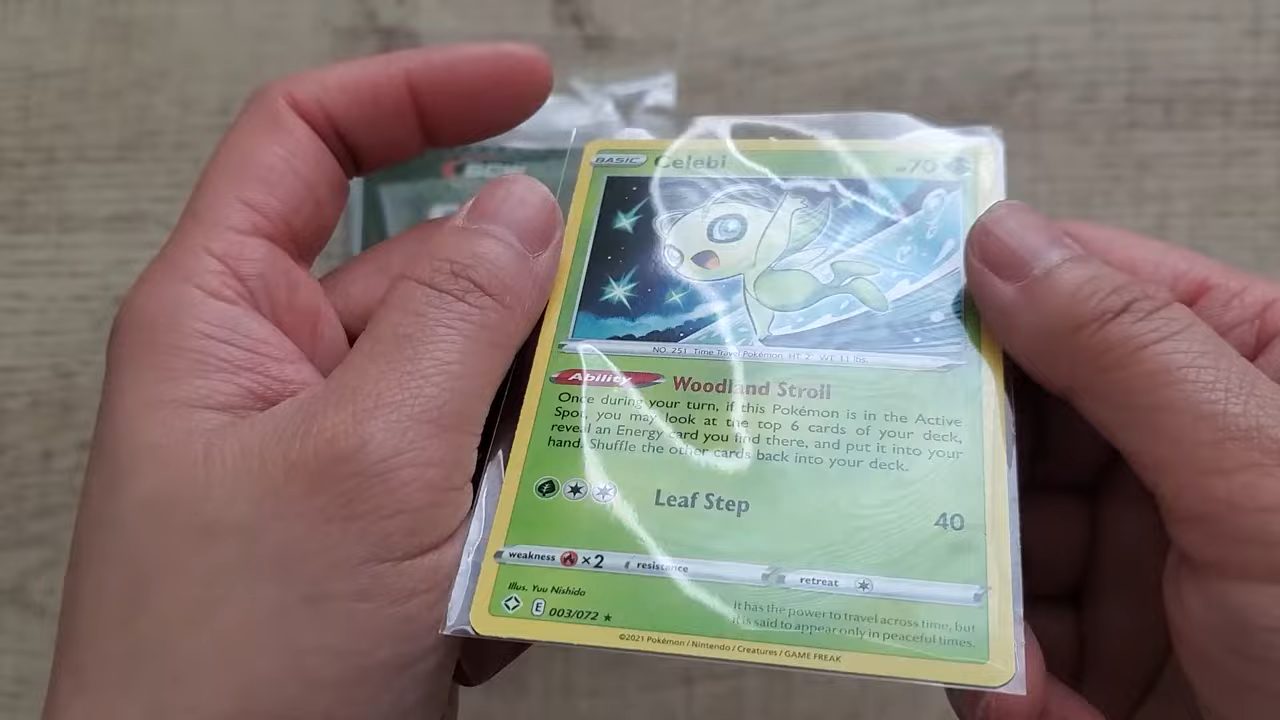 BASIC Celebi HP 70
NO. 251 Time Travel Pokémon HT: 2' WT: 11 lbs.
Ability Woodland Stroll
Once during your turn, if this Pokémon is in the Active
Spot, you may look at the top 6 cards of your deck,
reveal an Energy card you find there, and put it into your
hand. Shuffle the other cards back into your deck.
Leaf Step 40
weakness ×2 resistance retreat
Illus. Yuu Nishida
E 003/072 ★
It has the power to travel across time, but
it is said to appear only in peaceful times.
©2021 Pokémon / Nintendo / Creatures / GAME FREAK